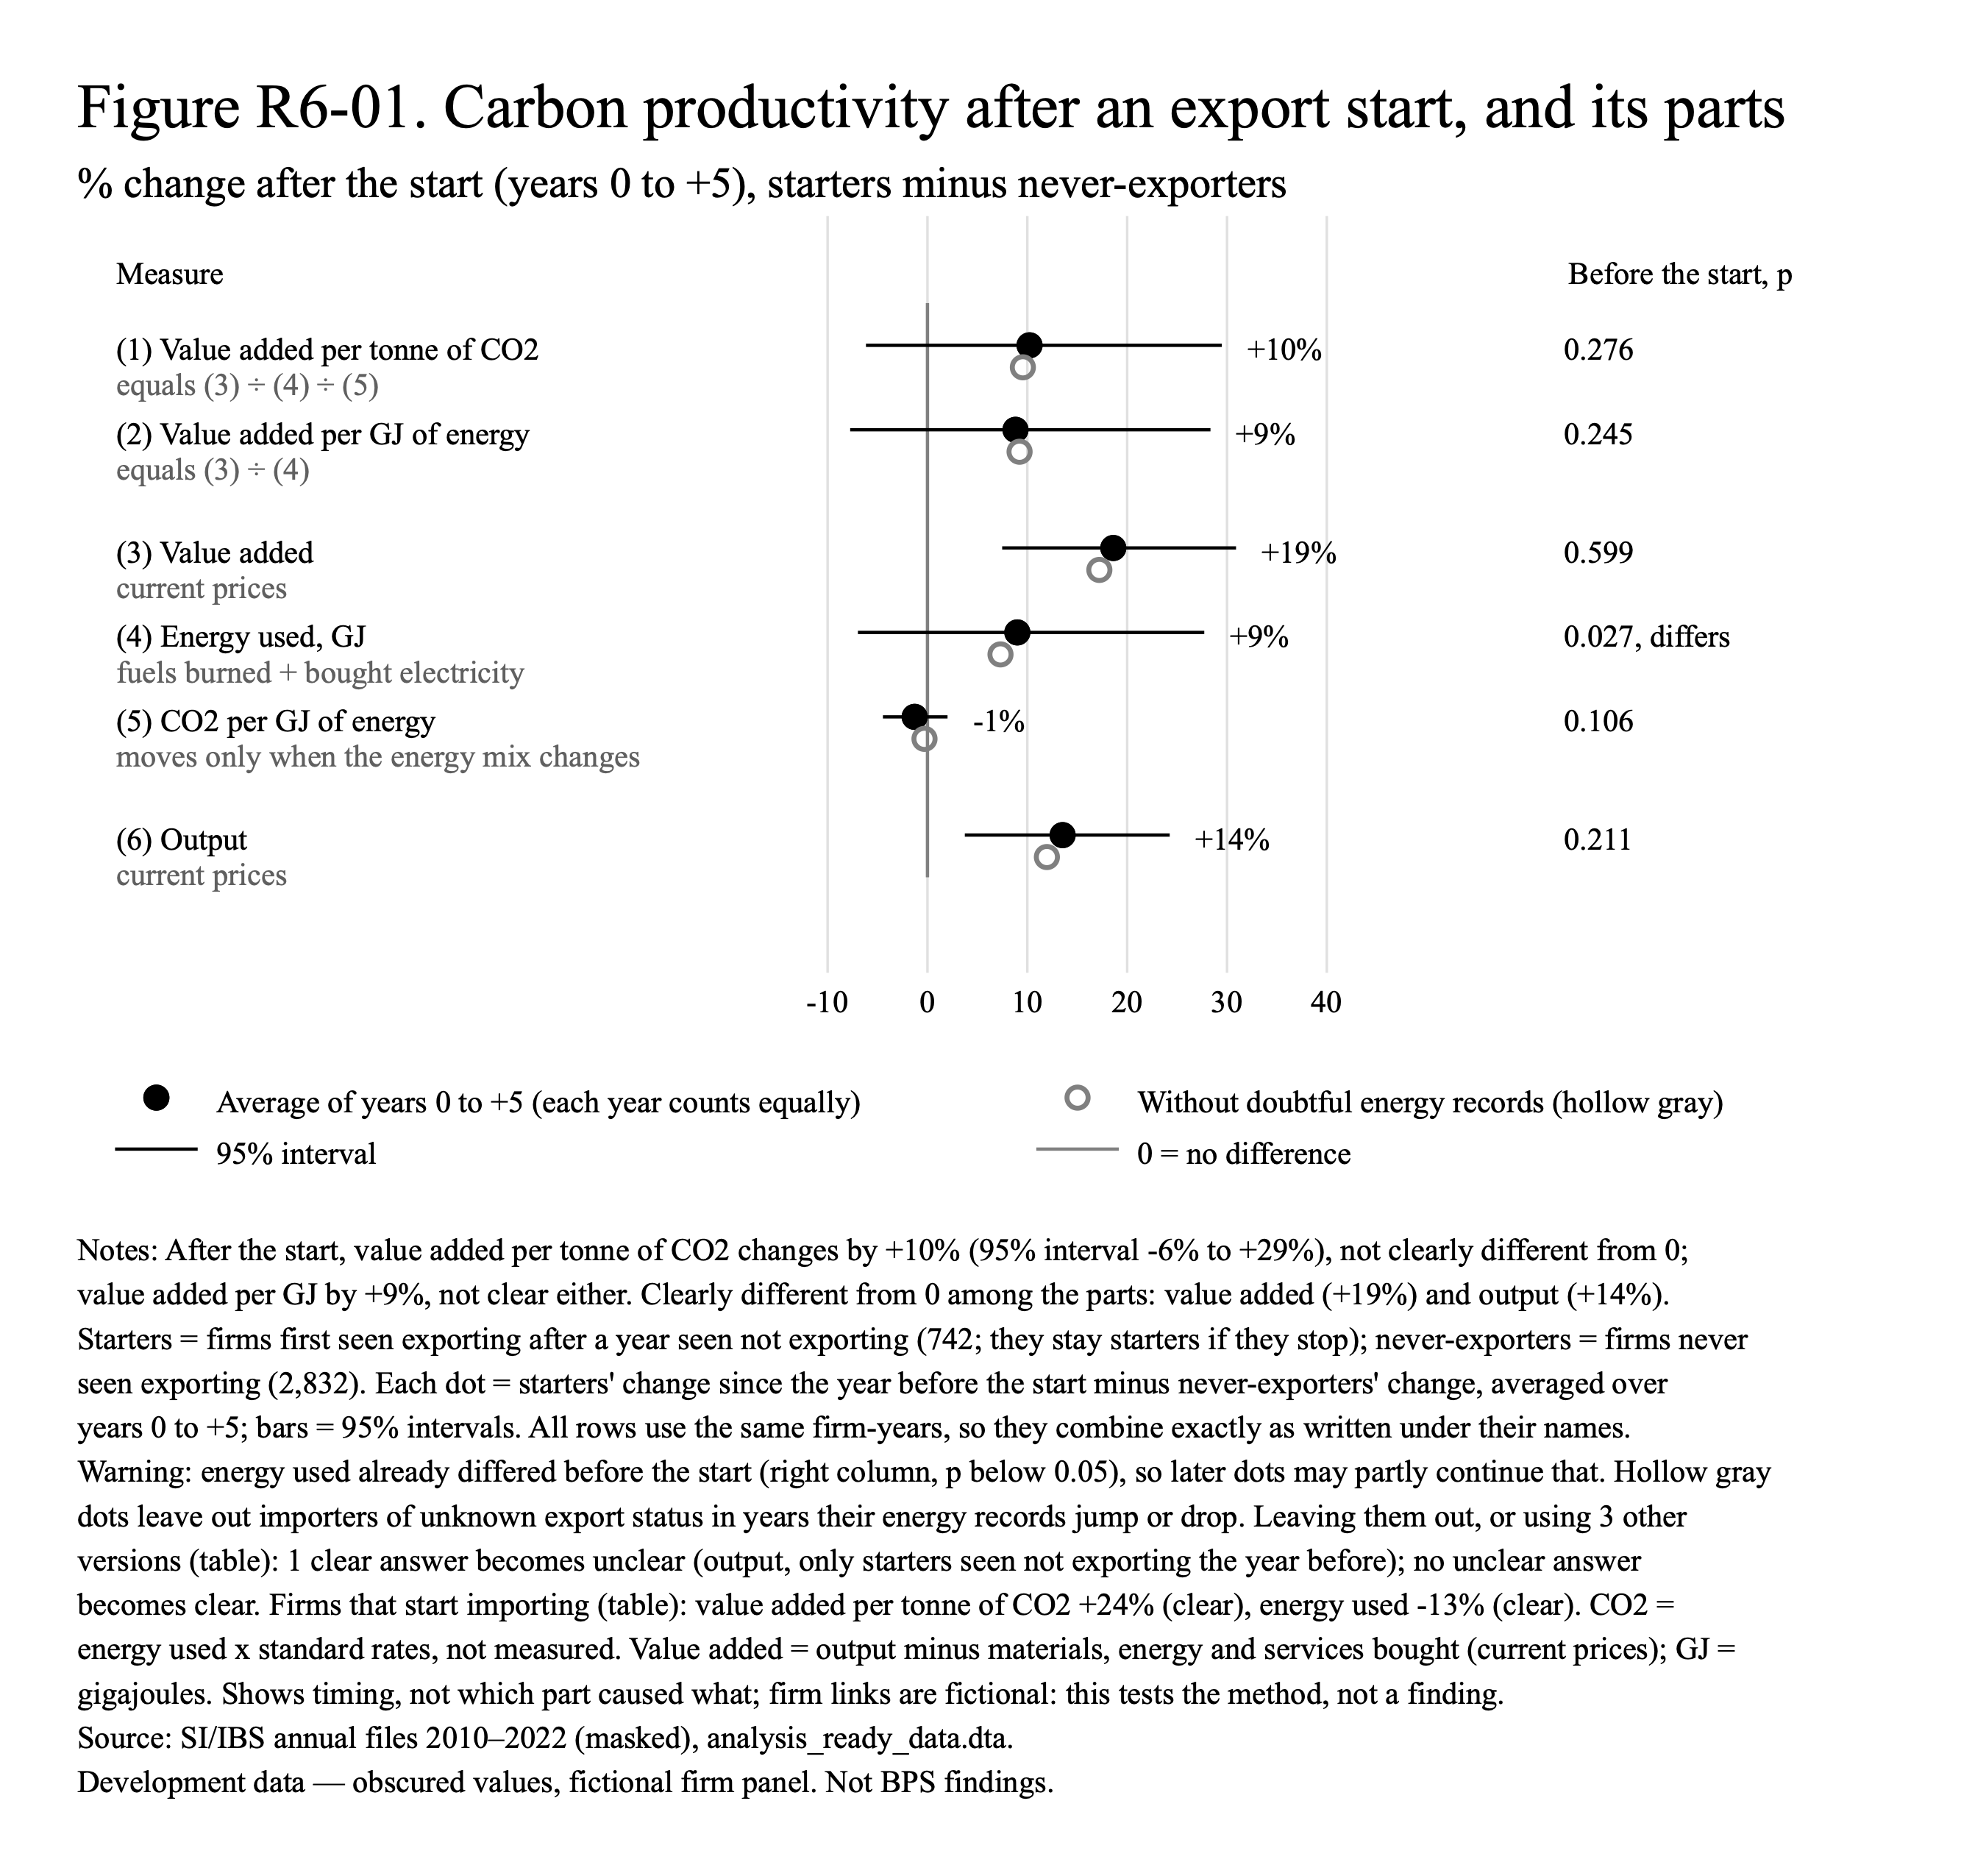 Figure R6-01. Carbon productivity after an export start, and its parts
% change after the start (years 0 to +5), starters minus never-exporters
Measure
Before the start, p
(1) Value added per tonne of CO2
+10%
0.276
equals (3) ÷ (4) ÷ (5)
(2) Value added per GJ of energy
+9%
0.245
equals (3) ÷ (4)
(3) Value added
+19%
0.599
current prices
(4) Energy used, GJ
+9%
0.027, differs
fuels burned + bought electricity
(5) CO2 per GJ of energy
-1%
0.106
moves only when the energy mix changes
(6) Output
+14%
0.211
current prices
-10 0 10 20 30 40
Average of years 0 to +5 (each year counts equally)
Without doubtful energy records (hollow gray)
95% interval
0 = no difference
Notes: After the start, value added per tonne of CO2 changes by +10% (95% interval -6% to +29%), not clearly different from 0;
value added per GJ by +9%, not clear either. Clearly different from 0 among the parts: value added (+19%) and output (+14%).
Starters = firms first seen exporting after a year seen not exporting (742; they stay starters if they stop); never-exporters = firms never
seen exporting (2,832). Each dot = starters' change since the year before the start minus never-exporters' change, averaged over
years 0 to +5; bars = 95% intervals. All rows use the same firm-years, so they combine exactly as written under their names.
Warning: energy used already differed before the start (right column, p below 0.05), so later dots may partly continue that. Hollow gray
dots leave out importers of unknown export status in years their energy records jump or drop. Leaving them out, or using 3 other
versions (table): 1 clear answer becomes unclear (output, only starters seen not exporting the year before); no unclear answer
becomes clear. Firms that start importing (table): value added per tonne of CO2 +24% (clear), energy used -13% (clear). CO2 =
energy used x standard rates, not measured. Value added = output minus materials, energy and services bought (current prices); GJ =
gigajoules. Shows timing, not which part caused what; firm links are fictional: this tests the method, not a finding.
Source: SI/IBS annual files 2010–2022 (masked), analysis_ready_data.dta.
Development data — obscured values, fictional firm panel. Not BPS findings.